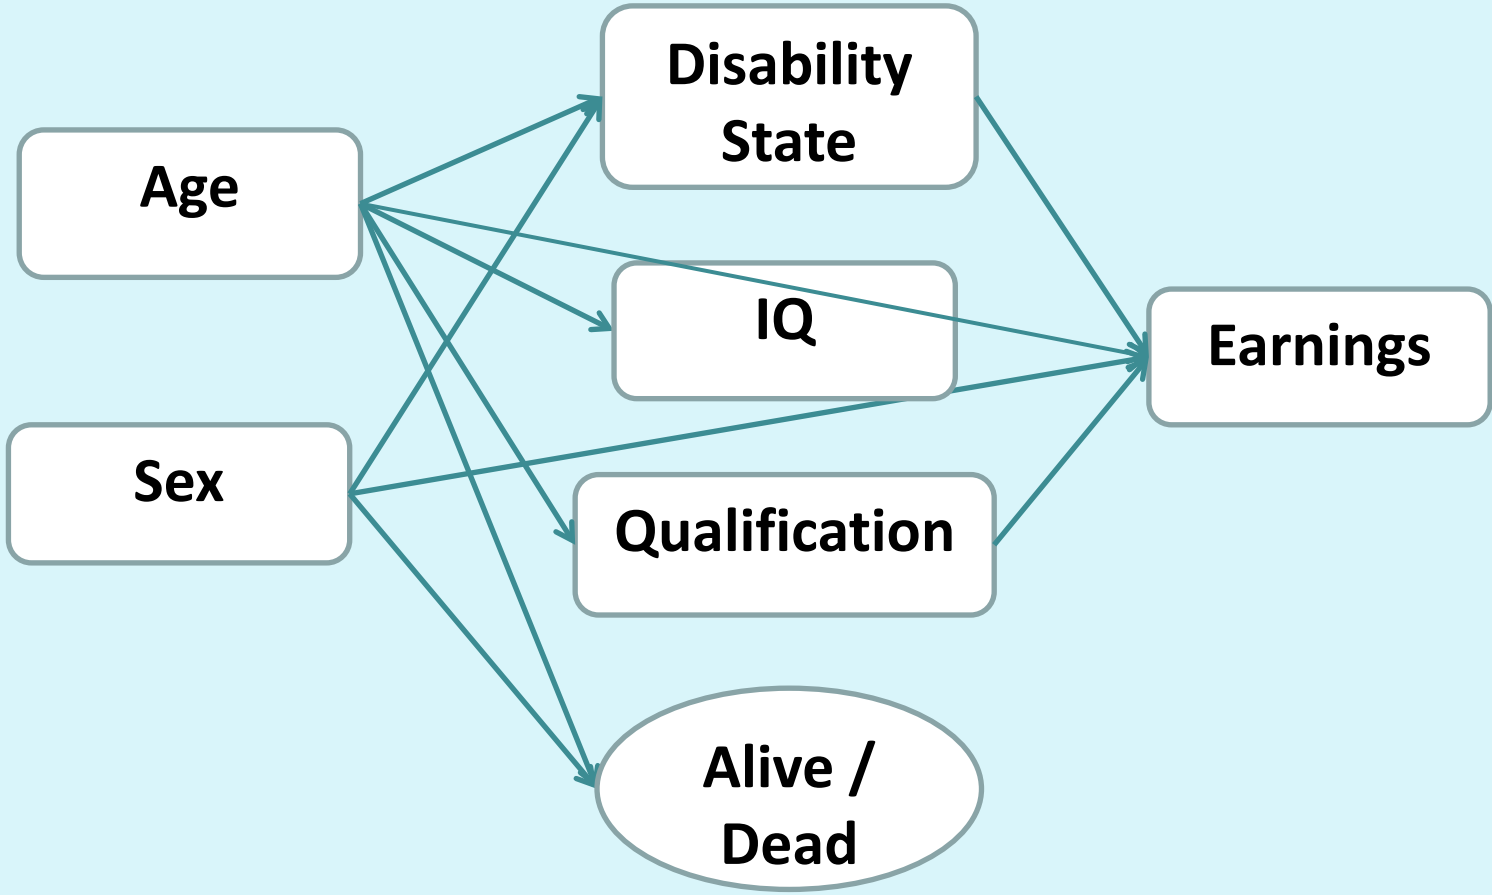 Age
Sex
Disability
State
IQ
Qualification
Alive /
Dead
Earnings